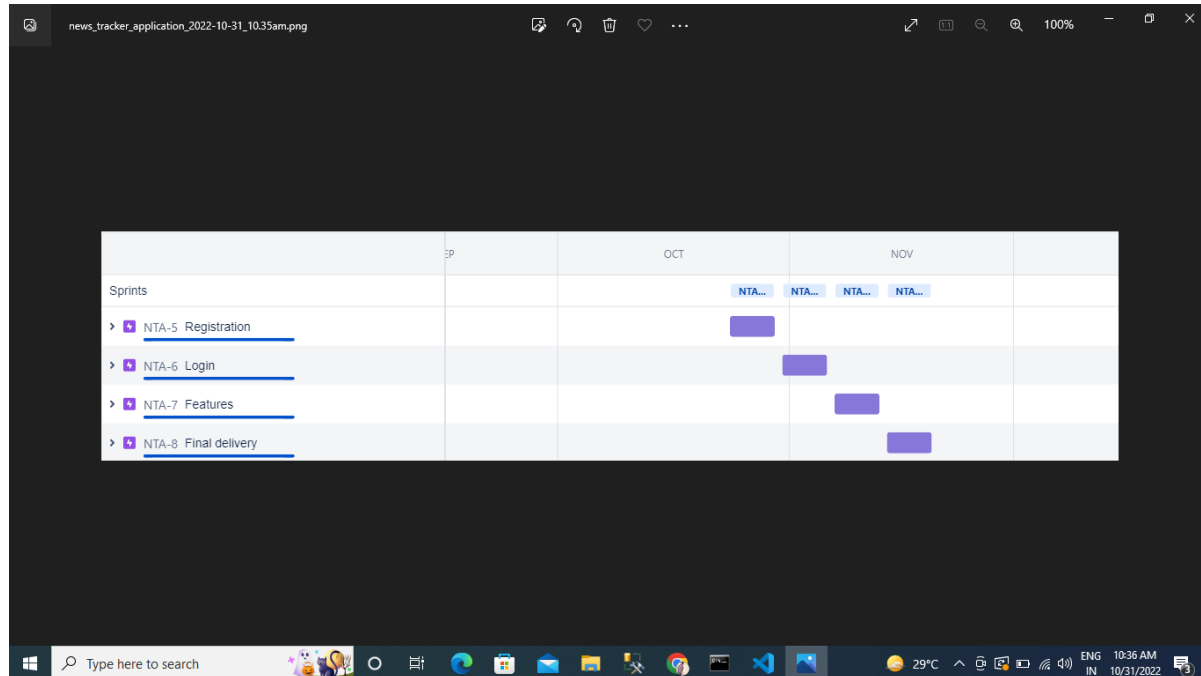 news_tracker_application_2022-10-31_10.35am.png
100%
EP OCT NOV
Sprints NTA... NTA... NTA... NTA...
NTA-5 Registration
NTA-6 Login
NTA-7 Features
NTA-8 Final delivery
Type here to search
29°C
ENG 10:36 AM
IN 10/31/2022
3